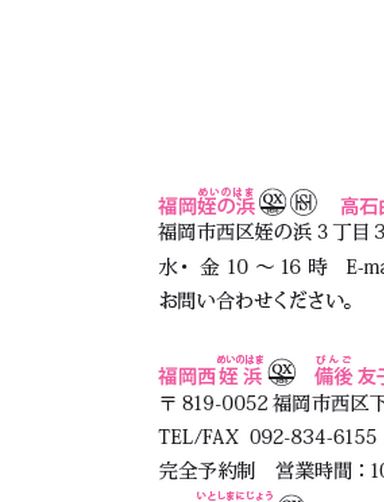 めいのはま
福岡姪の浜 QX 高石
福岡市西区姪の浜3丁目3
水・ 金 10 ～ 16 時 E-ma
お問い合わせください。
めいのはま びんご
福岡西 姪 浜 QX 備後 友子
〒 819-0052 福岡市西区下
TEL/FAX 092-834-6155
完全予約制 営業時間：10
いとしまにじょう